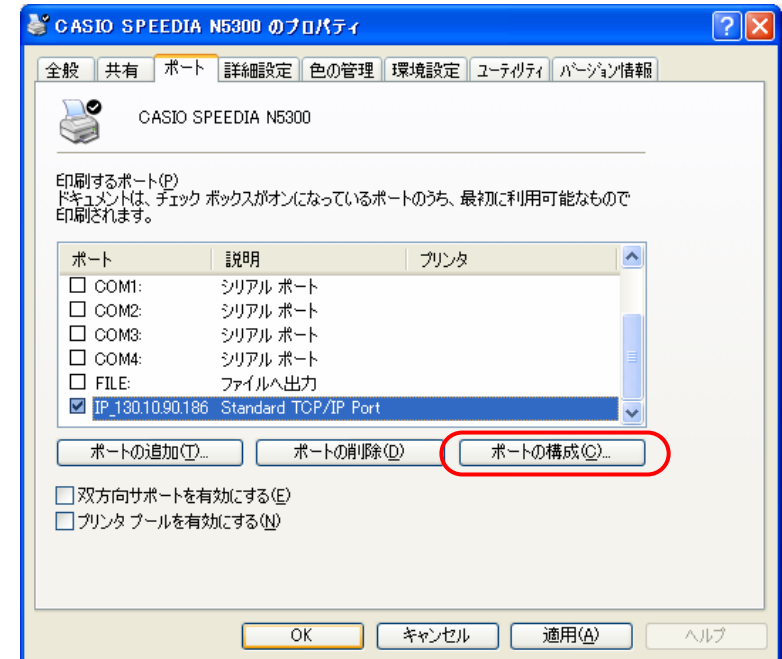 CASIO SPEEDIA N5300 のプロパティ
全般 共有 ポート 詳細設定 色の管理 環境設定 ユーティリティ バージョン情報
CASIO SPEEDIA N5300
印刷するポート(P)
ドキュメントは、チェック ボックスがオンになっているポートのうち、最初に利用可能なもので
印刷されます。
ポート 説明 プリンタ
COM1: シリアル ポート
COM2: シリアル ポート
COM3: シリアル ポート
COM4: シリアル ポート
FILE: ファイルへ出力
IP_130.10.90.186 Standard TCP/IP Port
ポートの追加(T)... ポートの削除(D) ポートの構成(C)...
双方向サポートを有効にする(E)
プリンタ プールを有効にする(N)
OK キャンセル 適用(A) ヘルプ